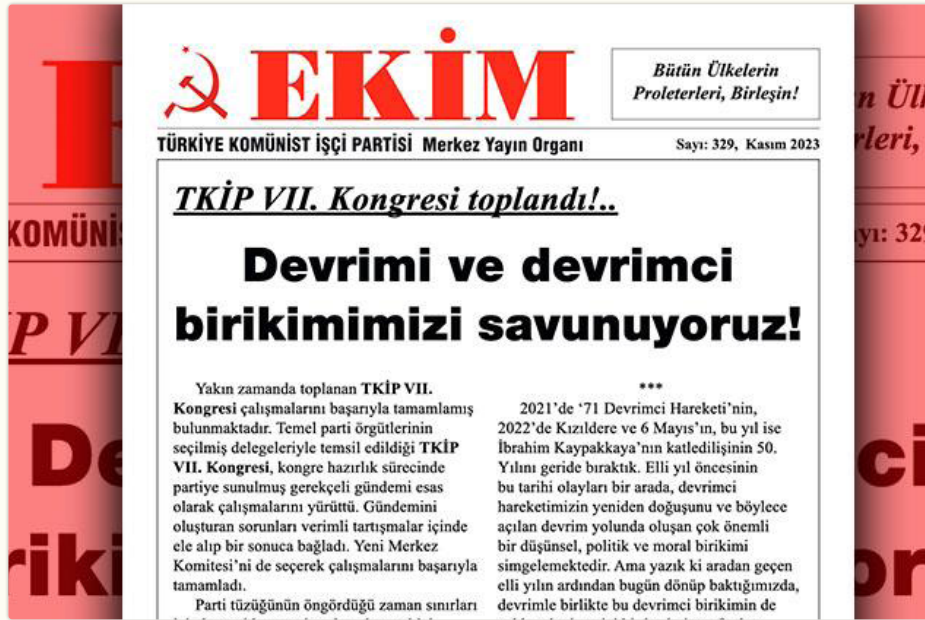 EKİM
Bütün Ülkelerin
Proleterleri, Birleşin!
TÜRKİYE KOMÜNİST İŞÇİ PARTİSİ Merkez Yayın Organı
Sayı: 329, Kasım 2023
TKİP VII. Kongresi toplandı!..
Devrimi ve devrimci
birikimimizi savunuyoruz!
Yakın zamanda toplanan TKİP VII.
Kongresi çalışmalarını başarıyla tamamlamış
bulunmaktadır. Temel parti örgütlerinin
seçilmiş delegeleriyle temsil edildiği TKİP
VII. Kongresi, kongre hazırlık sürecinde
partiye sunulmuş gerekçeli gündemi esas
olarak çalışmalarını yürüttü. Gündemini
oluşturan sorunları verimli tartışmalar içinde
ele alıp bir sonuca bağladı. Yeni Merkez
Komitesi'ni de seçerek çalışmalarını başarıyla
tamamladı.
Parti tüzüğünün öngördüğü zaman sınırları
***
2021'de '71 Devrimci Hareketi'nin,
2022'de Kızıldere ve 6 Mayıs'ın, bu yıl ise
İbrahim Kaypakkaya'nın katledilişinin 50.
Yılını geride bıraktık. Elli yıl öncesinin
bu tarihi olayları bir arada, devrimci
hareketimizin yeniden doğuşunu ve böylece
açılan devrim yolunda oluşan çok önemli
bir düşünsel, politik ve moral birikimi
simgelemektedir. Ama yazık ki aradan geçen
elli yılın ardından bugün dönüp baktığımızda,
devrimle birlikte bu devrimci birikimin de